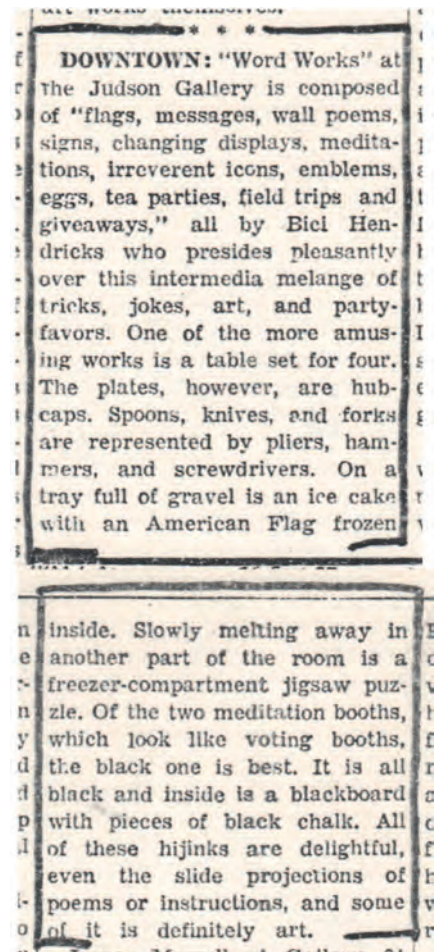 art works themselves.
* * *
DOWNTOWN: "Word Works" at
the Judson Gallery is composed
of "flags, messages, wall poems,
signs, changing displays, medita-
tions, irreverent icons, emblems,
eggs, tea parties, field trips and
giveaways," all by Bici Hen-
dricks who presides pleasantly
over this intermedia melange of
tricks, jokes, art, and party-
favors. One of the more amus-
ing works is a table set for four.
The plates, however, are hub-
caps. Spoons, knives, and forks
are represented by pliers, ham-
mers, and screwdrivers. On a
tray full of gravel is an ice cake
with an American Flag frozen
inside. Slowly melting away in
another part of the room is a
freezer-compartment jigsaw puz-
zle. Of the two meditation booths,
which look like voting booths,
the black one is best. It is all
black and inside is a blackboard
with pieces of black chalk. All
of these hijinks are delightful,
even the slide projections of
poems or instructions, and some
of it is definitely art.